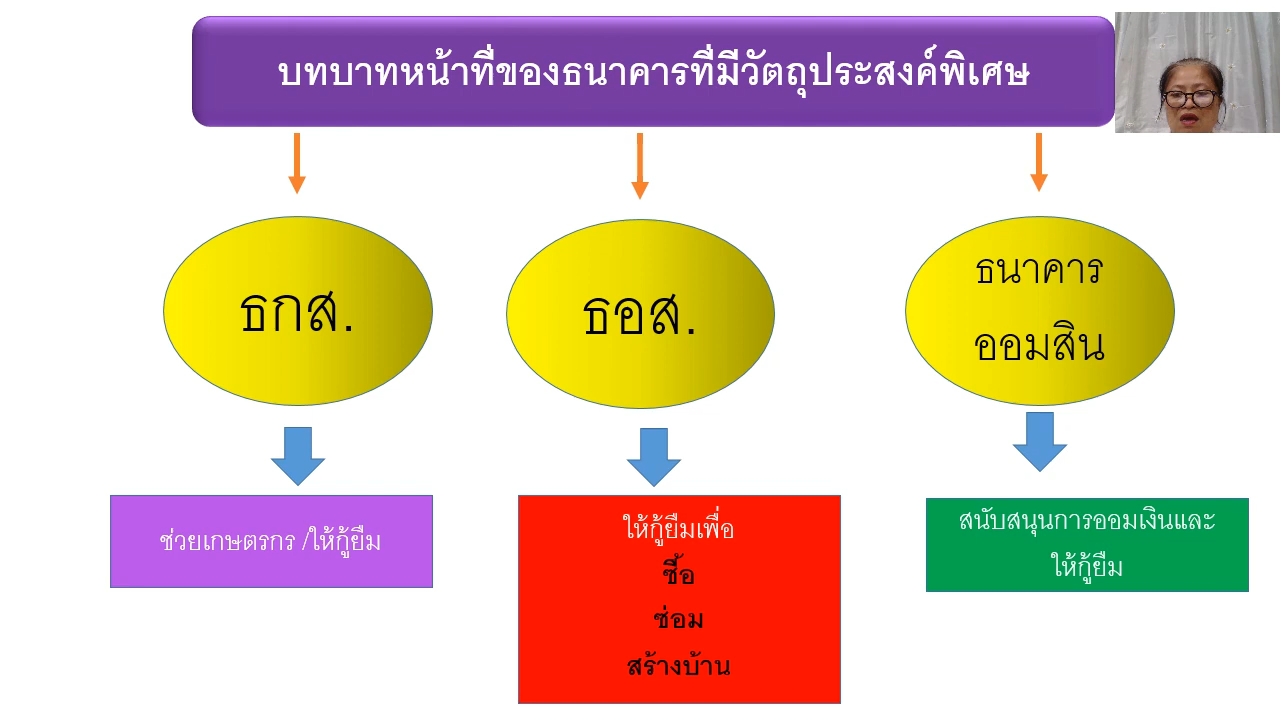 บทบาทหน้าที่ของธนาคารที่มีวัตถุประสงค์พิเศษ
ธกส.
ธอส.
ธนาคาร
ออมสิน
ช่วยเกษตรกร /ให้กู้ยืม
ให้กู้ยืมเพื่อ
ซื้อ
ซ่อม
สร้างบ้าน
สนับสนุนการออมเงินและ
ให้กู้ยืม